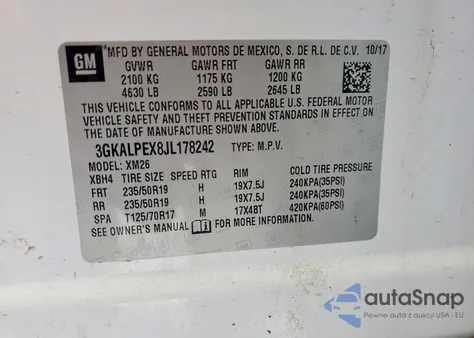 GM
*MFD BY GENERAL MOTORS DE MEXICO, S. DE R.L. DE C.V. 10/17
GVWR GAWR FRT GAWR RR
2100 KG 1175 KG 1200 KG
4630 LB 2590 LB 2645 LB
THIS VEHICLE CONFORMS TO ALL APPLICABLE U.S. FEDERAL MOTOR
VEHICLE SAFETY AND THEFT PREVENTION STANDARDS IN EFFECT
ON THE DATE OF MANUFACTURE SHOWN ABOVE.
3GKALPEX8JL178242 TYPE: M.P.V.
MODEL: XM26
XBH4 TIRE SIZE SPEED RTG RIM COLD TIRE PRESSURE
FRT 235/50R19 H 19X7.5J 240KPA(35PSI)
RR 235/50R19 H 19X7.5J 240KPA(35PSI)
SPA T125/70R17 M 17X4BT 420KPA(60PSI)
SEE OWNER'S MANUAL FOR MORE INFORMATION.
autoSnap
Pewne auta z USA i EU